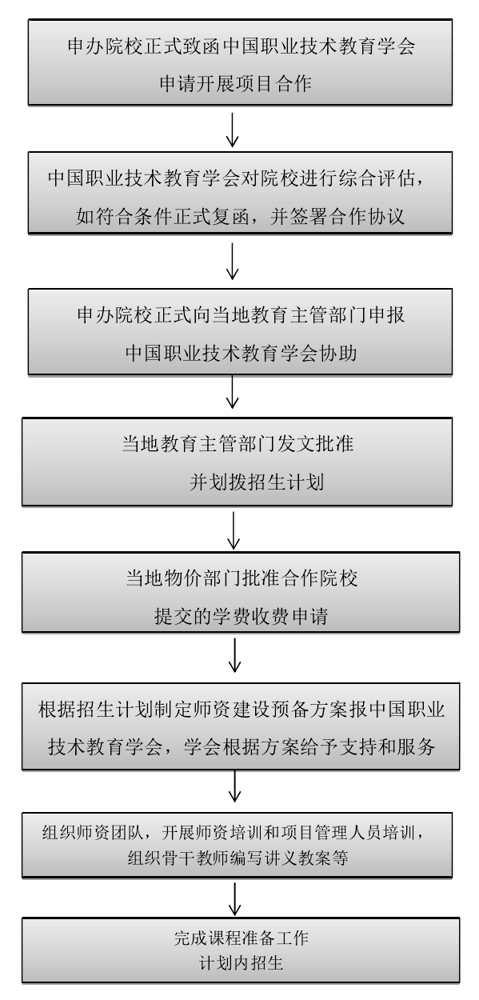 申办院校正式致函中国职业技术教育学会
申请开展项目合作
中国职业技术教育学会对院校进行综合评估，
如符合条件正式复函，并签署合作协议
申办院校正式向当地教育主管部门申报
中国职业技术教育学会协助
当地教育主管部门发文批准
并划拨招生计划
当地物价部门批准合作院校
提交的学费收费申请
根据招生计划制定师资建设预备方案报中国职业
技术教育学会，学会根据方案给予支持和服务
组织师资团队，开展师资培训和项目管理人员培训，
组织骨干教师编写讲义教案等
完成课程准备工作
计划内招生